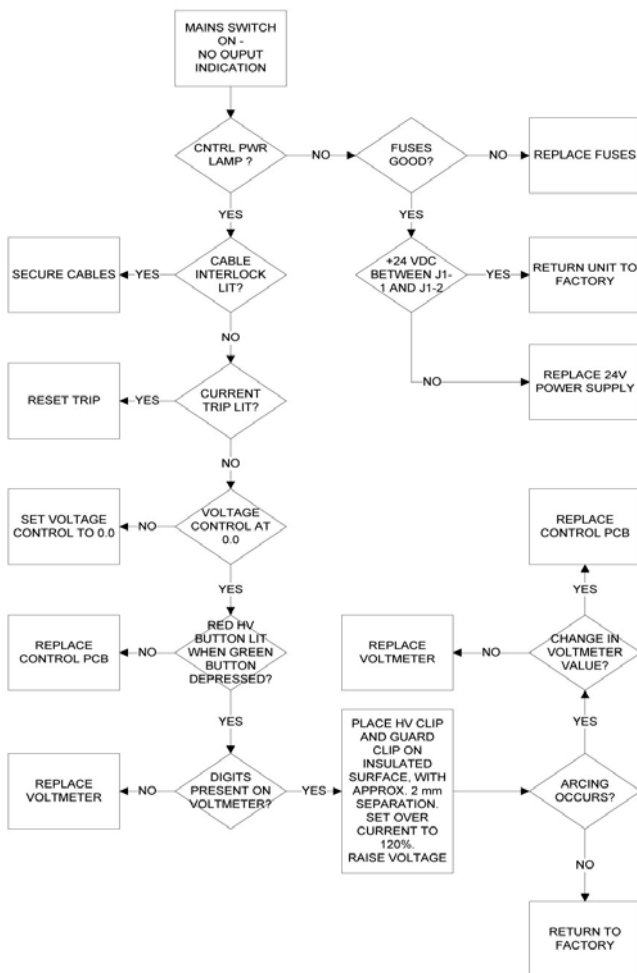 MAINS SWITCH
ON -
NO OUPUT
INDICATION
CNTRL PWR
LAMP ?
NO
FUSES
GOOD?
NO
REPLACE FUSES
YES
YES
SECURE CABLES
YES
CABLE
INTERLOCK
LIT?
+24 VDC
BETWEEN J1-
1 AND J1-2
YES
RETURN UNIT TO
FACTORY
NO
NO
REPLACE 24V
POWER SUPPLY
RESET TRIP
YES
CURRENT
TRIP LIT?
NO
SET VOLTAGE
CONTROL TO 0.0
NO
VOLTAGE
CONTROL AT
0.0
REPLACE
CONTROL PCB
YES
YES
REPLACE
CONTROL PCB
NO
RED HV
BUTTON LIT
WHEN GREEN
BUTTON
DEPRESSED?
REPLACE
VOLTMETER
NO
CHANGE IN
VOLTMETER
VALUE?
YES
YES
REPLACE
VOLTMETER
NO
DIGITS
PRESENT ON
VOLTMETER?
YES
PLACE HV CLIP
AND GUARD
CLIP ON
INSULATED
SURFACE, WITH
APPROX. 2 mm
SEPARATION.
SET OVER
CURRENT TO
120%.
RAISE VOLTAGE
ARCING
OCCURS?
NO
RETURN TO
FACTORY